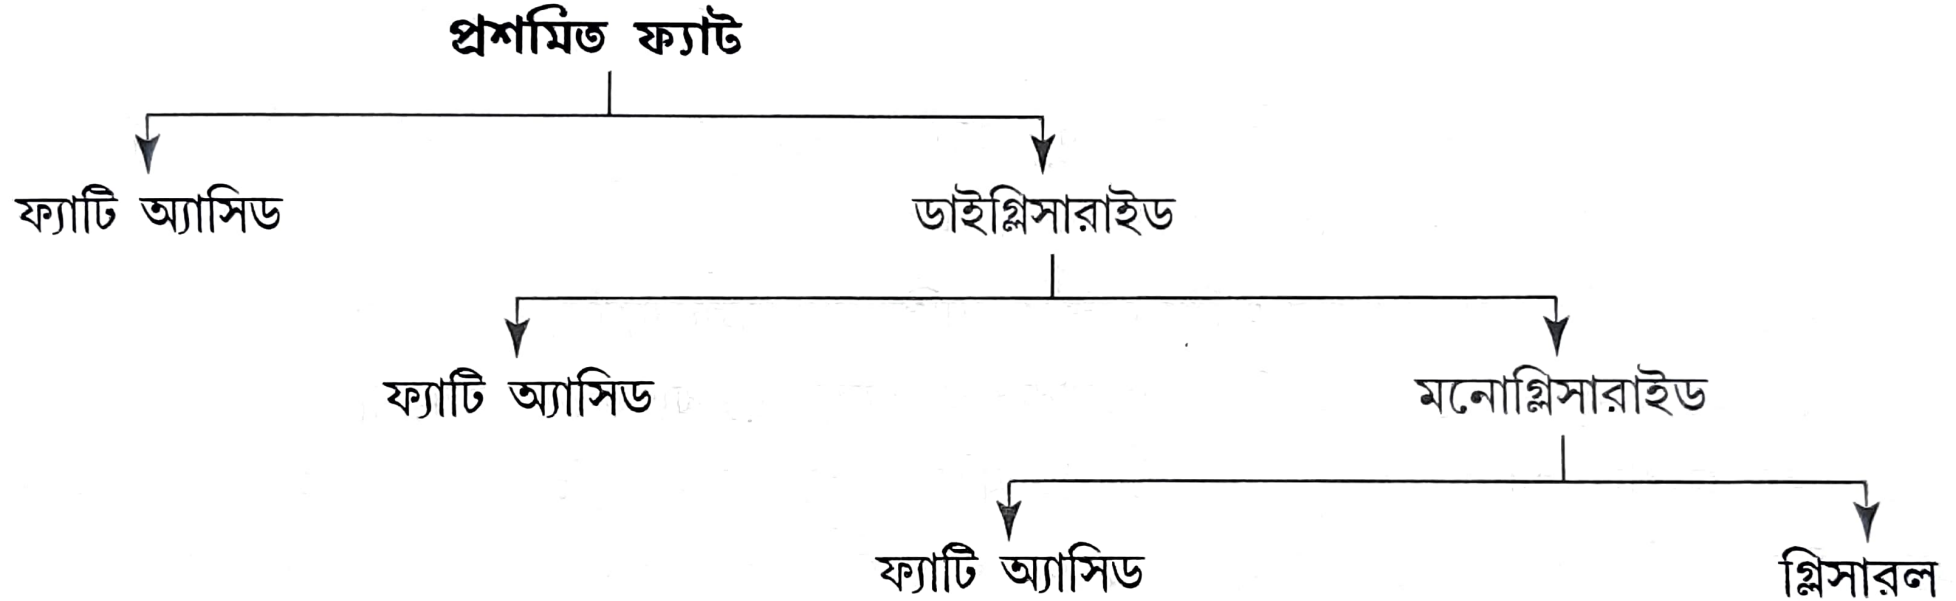 প্রশমিত ফ্যাট
ফ্যাটি অ্যাসিড
ডাইগ্লিসারাইড
ফ্যাটি অ্যাসিড
মনোগ্লিসারাইড
ফ্যাটি অ্যাসিড
গ্লিসারল